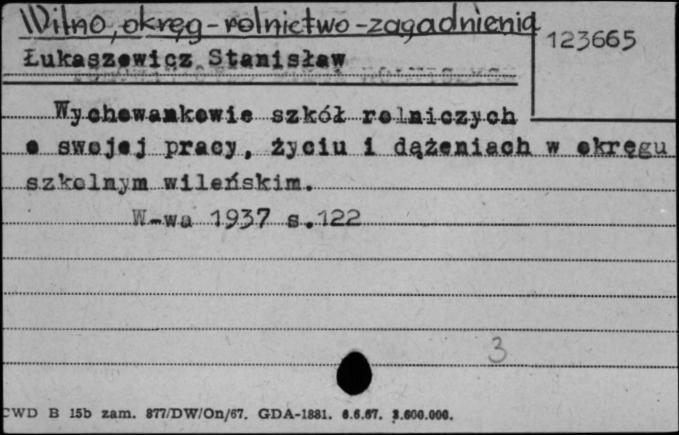 Wilno, okręg - rolnictwo - zagadnienia
123665
Łukaszewicz Stanisław
Wychowankowie szkół rolniczych
o swojej pracy, życiu i dążeniach w okręgu
szkolnym wileńskim.
W-wa 1937 s.122
3
CWD B 15b zam. 877/DW/On/67. GDA-1881. 6.6.67. 3.600.000.